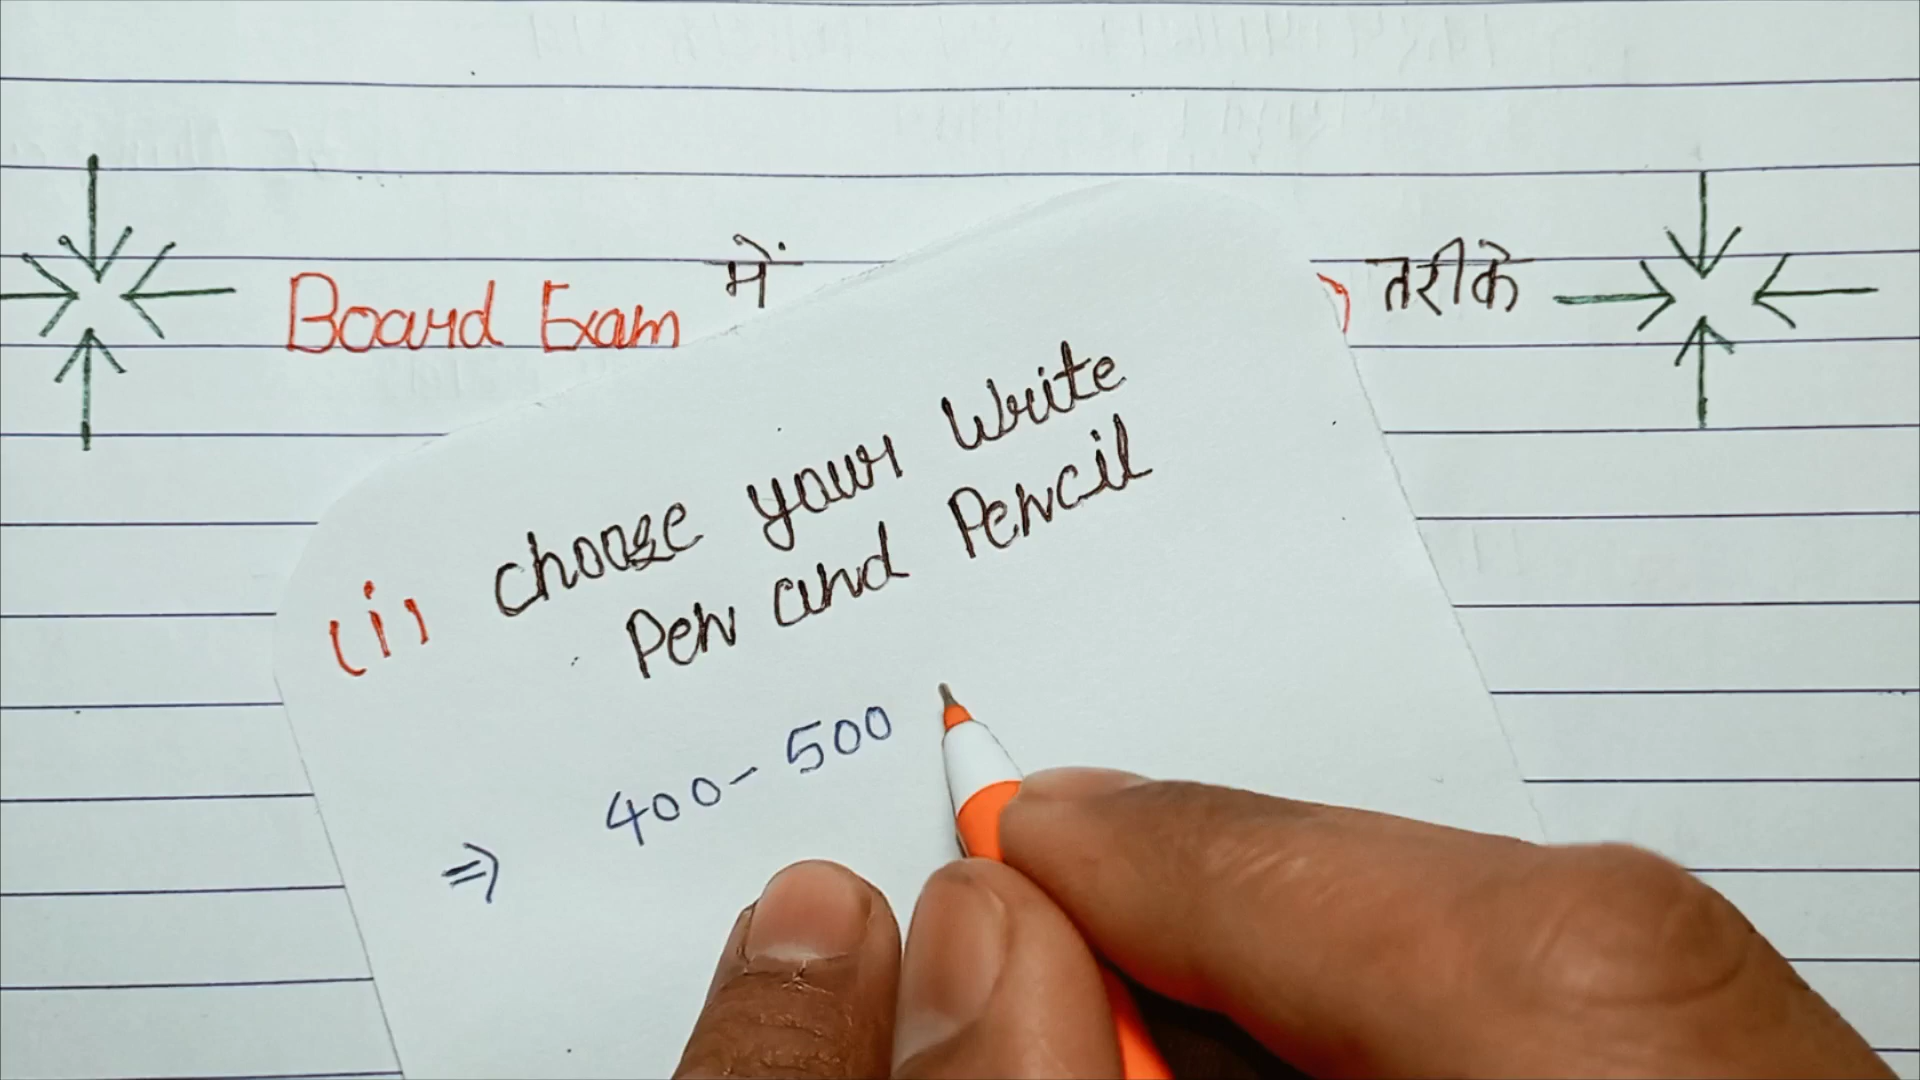 Board Exam में ) तरीके
(i) choose your Write
Pen and Pencil
⇒ 400-500